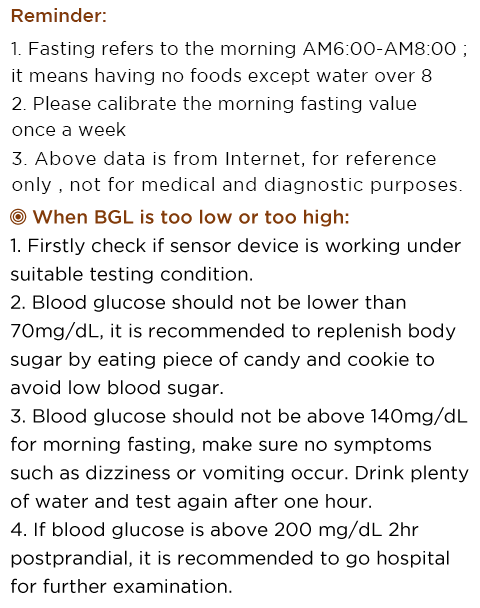 Reminder:
1. Fasting refers to the morning AM6:00-AM8:00 ;
it means having no foods except water over 8
2. Please calibrate the morning fasting value
once a week
3. Above data is from Internet, for reference
only , not for medical and diagnostic purposes.
When BGL is too low or too high:
1. Firstly check if sensor device is working under
suitable testing condition.
2. Blood glucose should not be lower than
70mg/dL, it is recommended to replenish body
sugar by eating piece of candy and cookie to
avoid low blood sugar.
3. Blood glucose should not be above 140mg/dL
for morning fasting, make sure no symptoms
such as dizziness or vomiting occur. Drink plenty
of water and test again after one hour.
4. If blood glucose is above 200 mg/dL 2hr
postprandial, it is recommended to go hospital
for further examination.